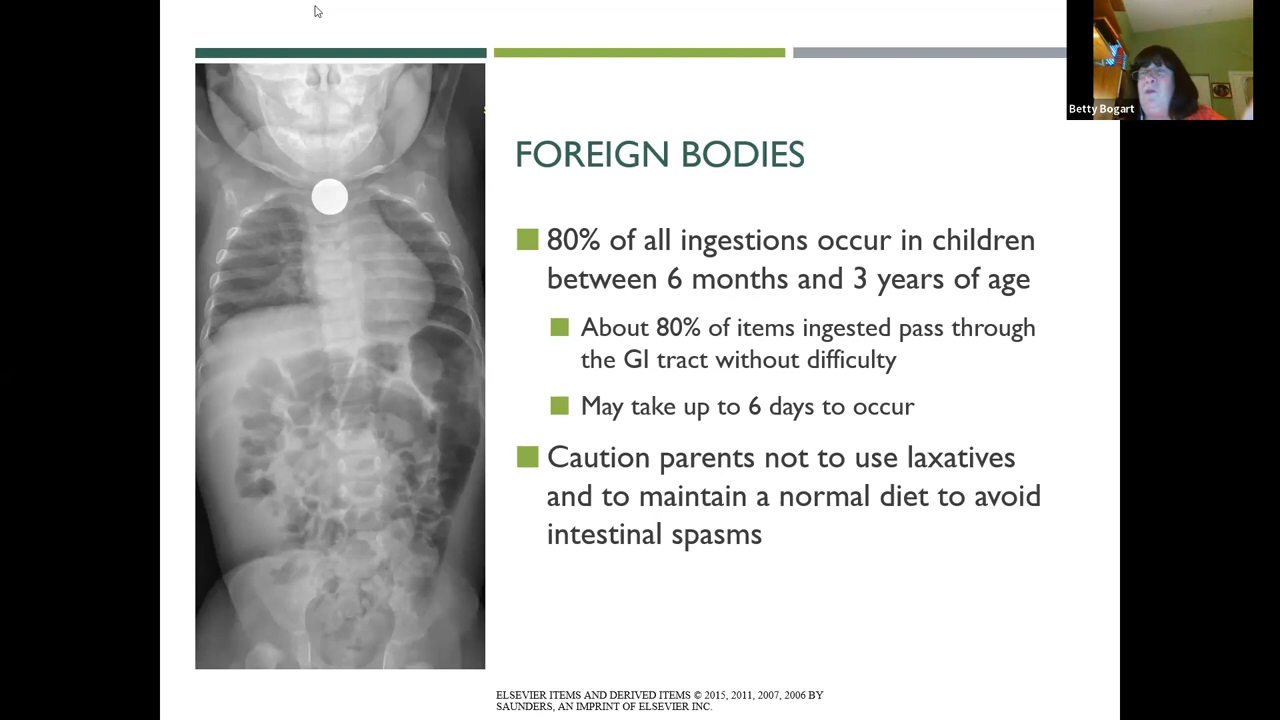 Betty Bogart
FOREIGN BODIES
80% of all ingestions occur in children
between 6 months and 3 years of age
About 80% of items ingested pass through
the GI tract without difficulty
May take up to 6 days to occur
Caution parents not to use laxatives
and to maintain a normal diet to avoid
intestinal spasms
ELSEVIER ITEMS AND DERIVED ITEMS © 2015, 2011, 2007, 2006 BY
SAUNDERS, AN IMPRINT OF ELSEVIER INC.